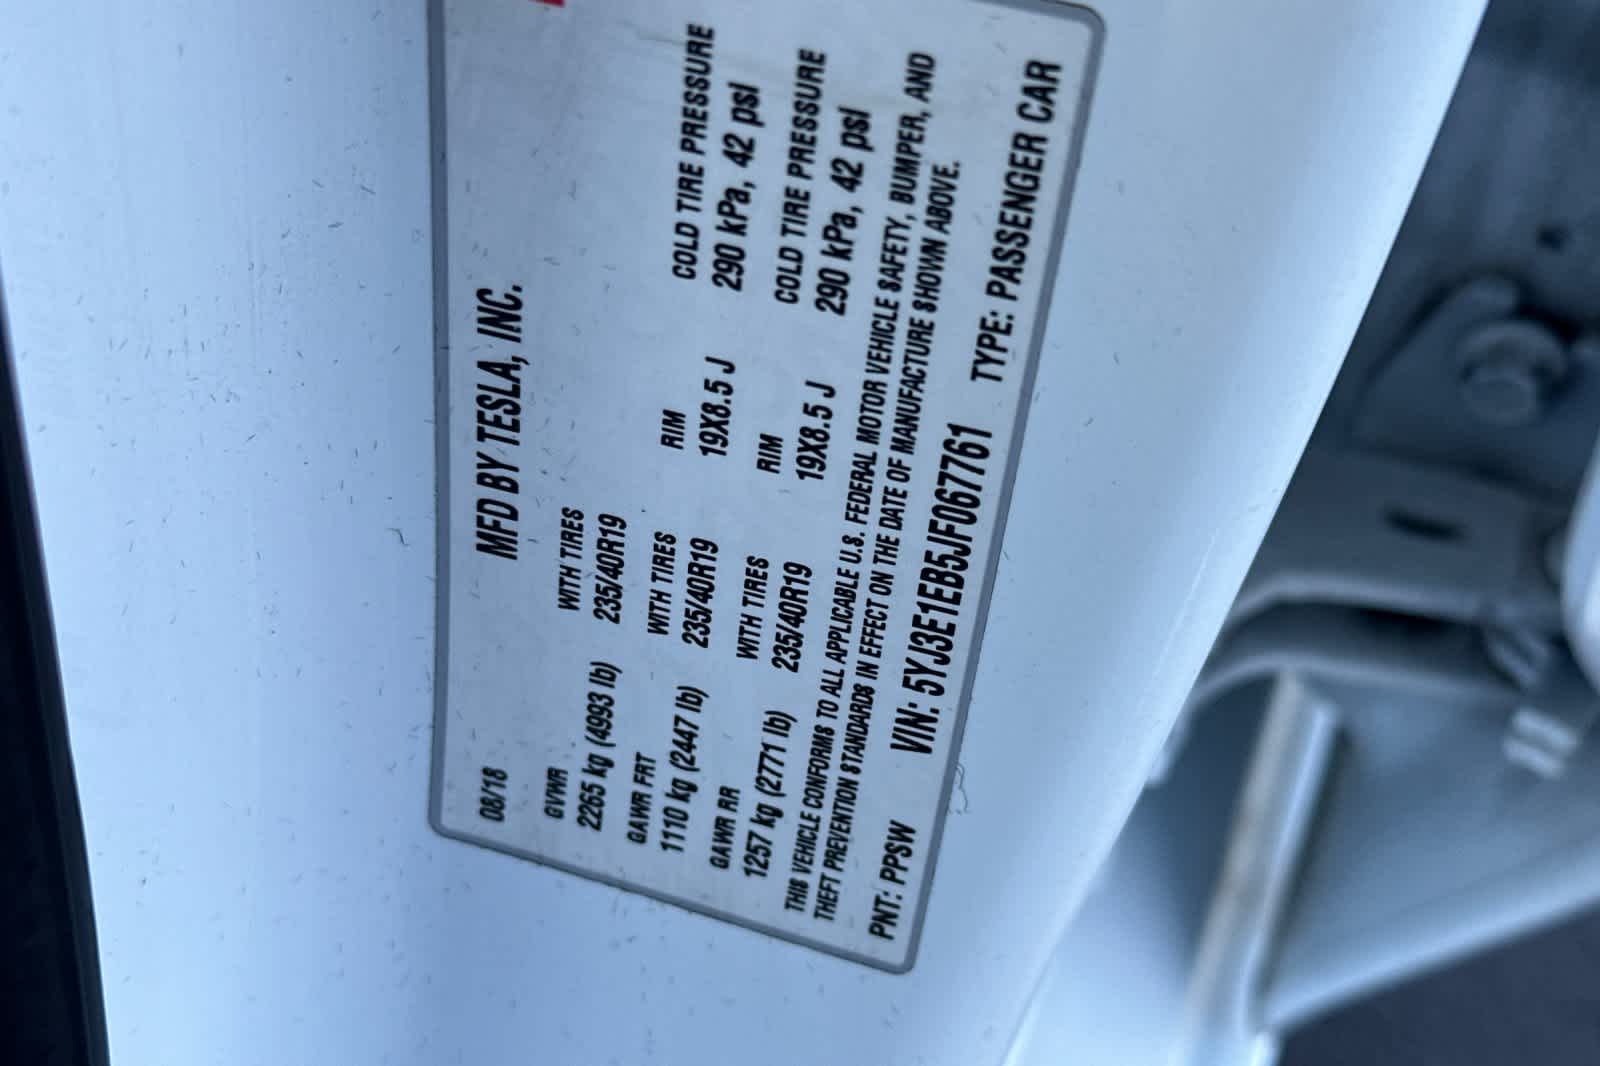 MFD BY TESLA, INC.
08/18
GVWR WITH TIRES RIM COLD TIRE PRESSURE
2265 kg (4993 lb) 235/40R19
GAWR FRT WITH TIRES RIM COLD TIRE PRESSURE
1110 kg (2447 lb) 235/40R19 19X8.5 J 290 kPa, 42 psi
GAWR RR WITH TIRES RIM COLD TIRE PRESSURE
1257 kg (2771 lb) 235/40R19 19X8.5 J 290 kPa, 42 psi
THIS VEHICLE CONFORMS TO ALL APPLICABLE U.S. FEDERAL MOTOR VEHICLE SAFETY, BUMPER, AND
THEFT PREVENTION STANDARDS IN EFFECT ON THE DATE OF MANUFACTURE SHOWN ABOVE.
PNT: PPSW VIN: 5YJ3E1EB5JF067761 TYPE: PASSENGER CAR